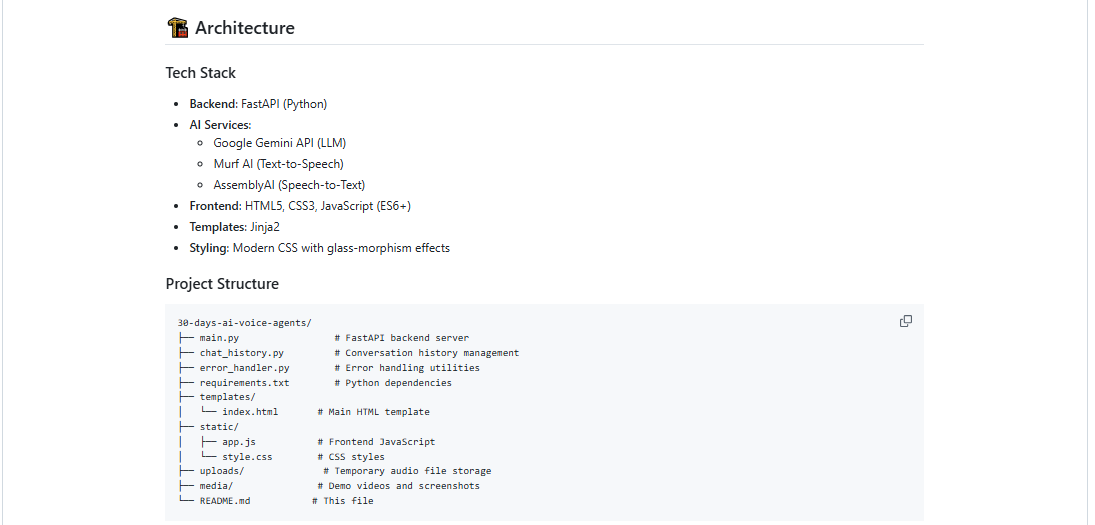 🏗️ Architecture
Tech Stack
• Backend: FastAPI (Python)
• AI Services:
◦ Google Gemini API (LLM)
◦ Murf AI (Text-to-Speech)
◦ AssemblyAI (Speech-to-Text)
• Frontend: HTML5, CSS3, JavaScript (ES6+)
• Templates: Jinja2
• Styling: Modern CSS with glass-morphism effects
Project Structure
30-days-ai-voice-agents/
├── main.py                # FastAPI backend server
├── chat_history.py        # Conversation history management
├── error_handler.py       # Error handling utilities
├── requirements.txt       # Python dependencies
├── templates/
│   └── index.html      # Main HTML template
├── static/
│   ├── app.js          # Frontend JavaScript
│   └── style.css       # CSS styles
├── uploads/             # Temporary audio file storage
├── media/              # Demo videos and screenshots
└── README.md          # This file